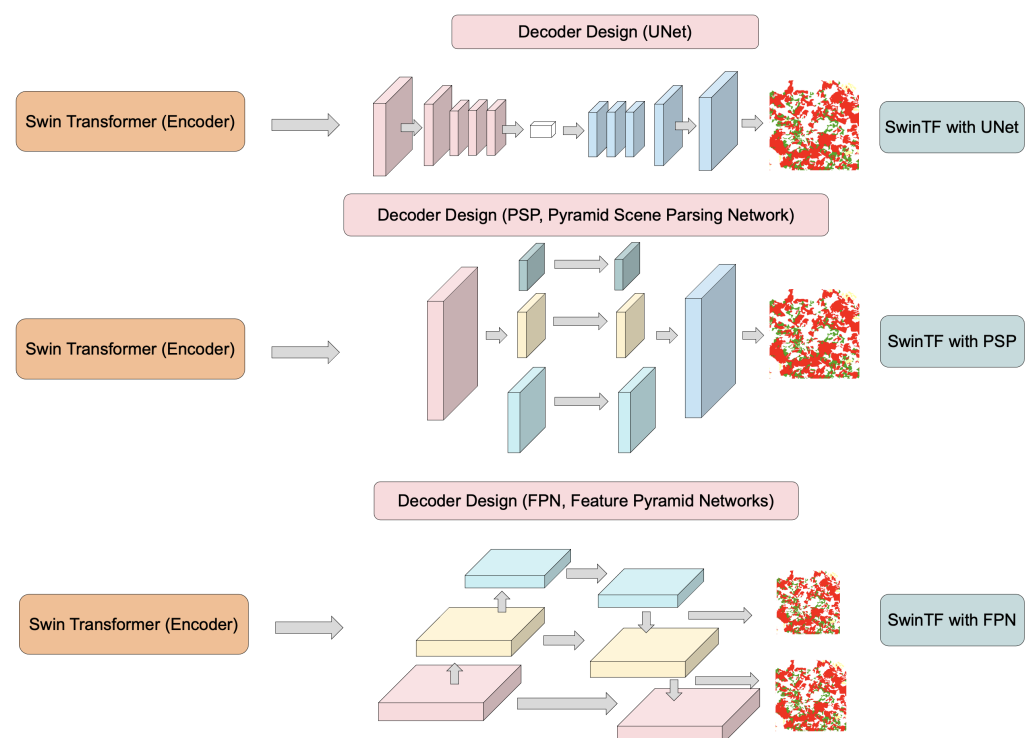 Decoder Design (UNet)
Swin Transformer (Encoder)
SwinTF with UNet
Decoder Design (PSP, Pyramid Scene Parsing Network)
Swin Transformer (Encoder)
SwinTF with PSP
Decoder Design (FPN, Feature Pyramid Networks)
Swin Transformer (Encoder)
SwinTF with FPN